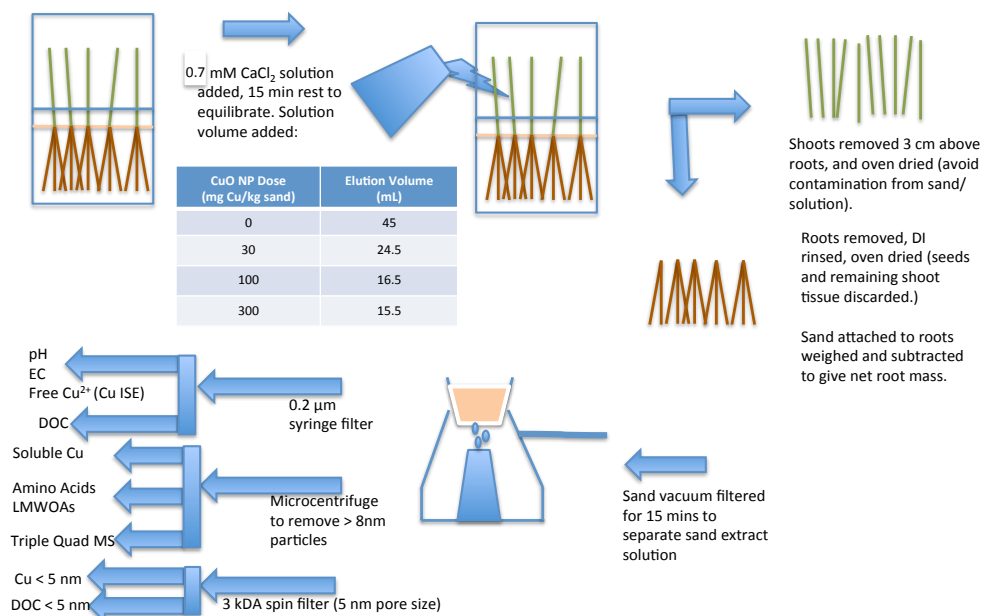 0.7 mM CaCl₂ solution
added, 15 min rest to
equilibrate. Solution
volume added:
CuO NP Dose
(mg Cu/kg sand)
Elution Volume
(mL)
0 45
30 24.5
100 16.5
300 15.5
Shoots removed 3 cm above
roots, and oven dried (avoid
contamination from sand/
solution).
Roots removed, DI
rinsed, oven dried (seeds
and remaining shoot
tissue discarded.)
Sand attached to roots
weighed and subtracted
to give net root mass.
pH
EC
Free Cu²⁺ (Cu ISE)
DOC
0.2 µm
syringe filter
Soluble Cu
Amino Acids
LMWOAs
Triple Quad MS
Microcentrifuge
to remove > 8nm
particles
Cu < 5 nm
DOC < 5 nm
3 kDA spin filter (5 nm pore size)
Sand vacuum filtered
for 15 mins to
separate sand extract
solution